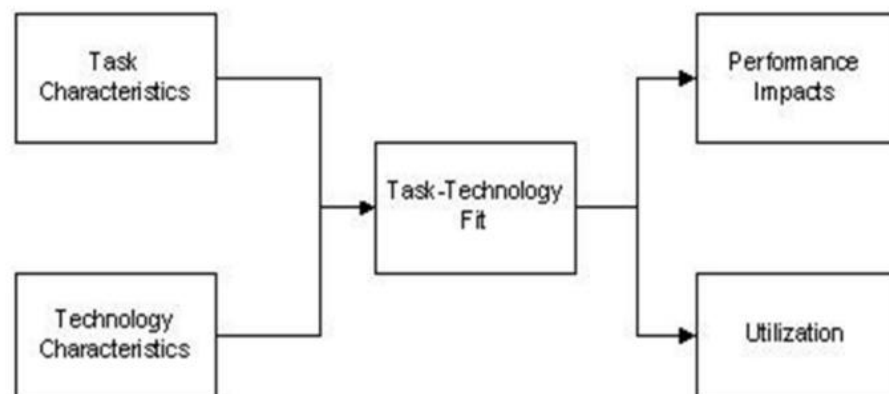 Task
Characteristics
Performance
Impacts
Task-Technology
Fit
Technology
Characteristics
Utilization